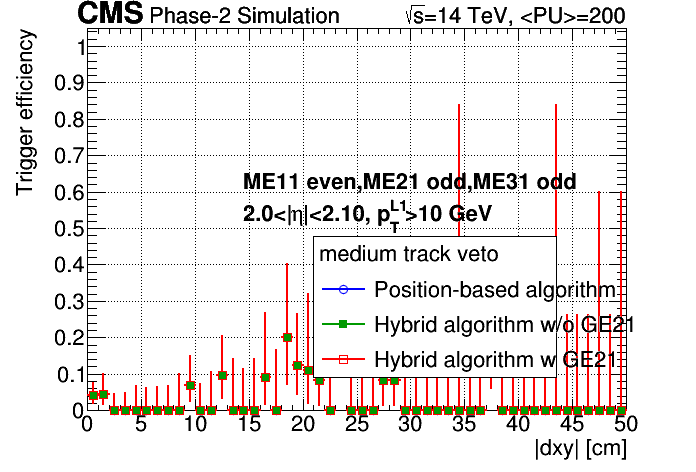 CMS Phase-2 Simulation √s=14 TeV, <PU>=200
Trigger efficiency
1
0.9
0.8
0.7
0.6
0.5
0.4
0.3
0.2
0.1
0
ME11 even,ME21 odd,ME31 odd
2.0<|η|<2.10, p_T^L1>10 GeV
medium track veto
Position-based algorithm
Hybrid algorithm w/o GE21
Hybrid algorithm w GE21
0 5 10 15 20 25 30 35 40 45 50
|dxy| [cm]